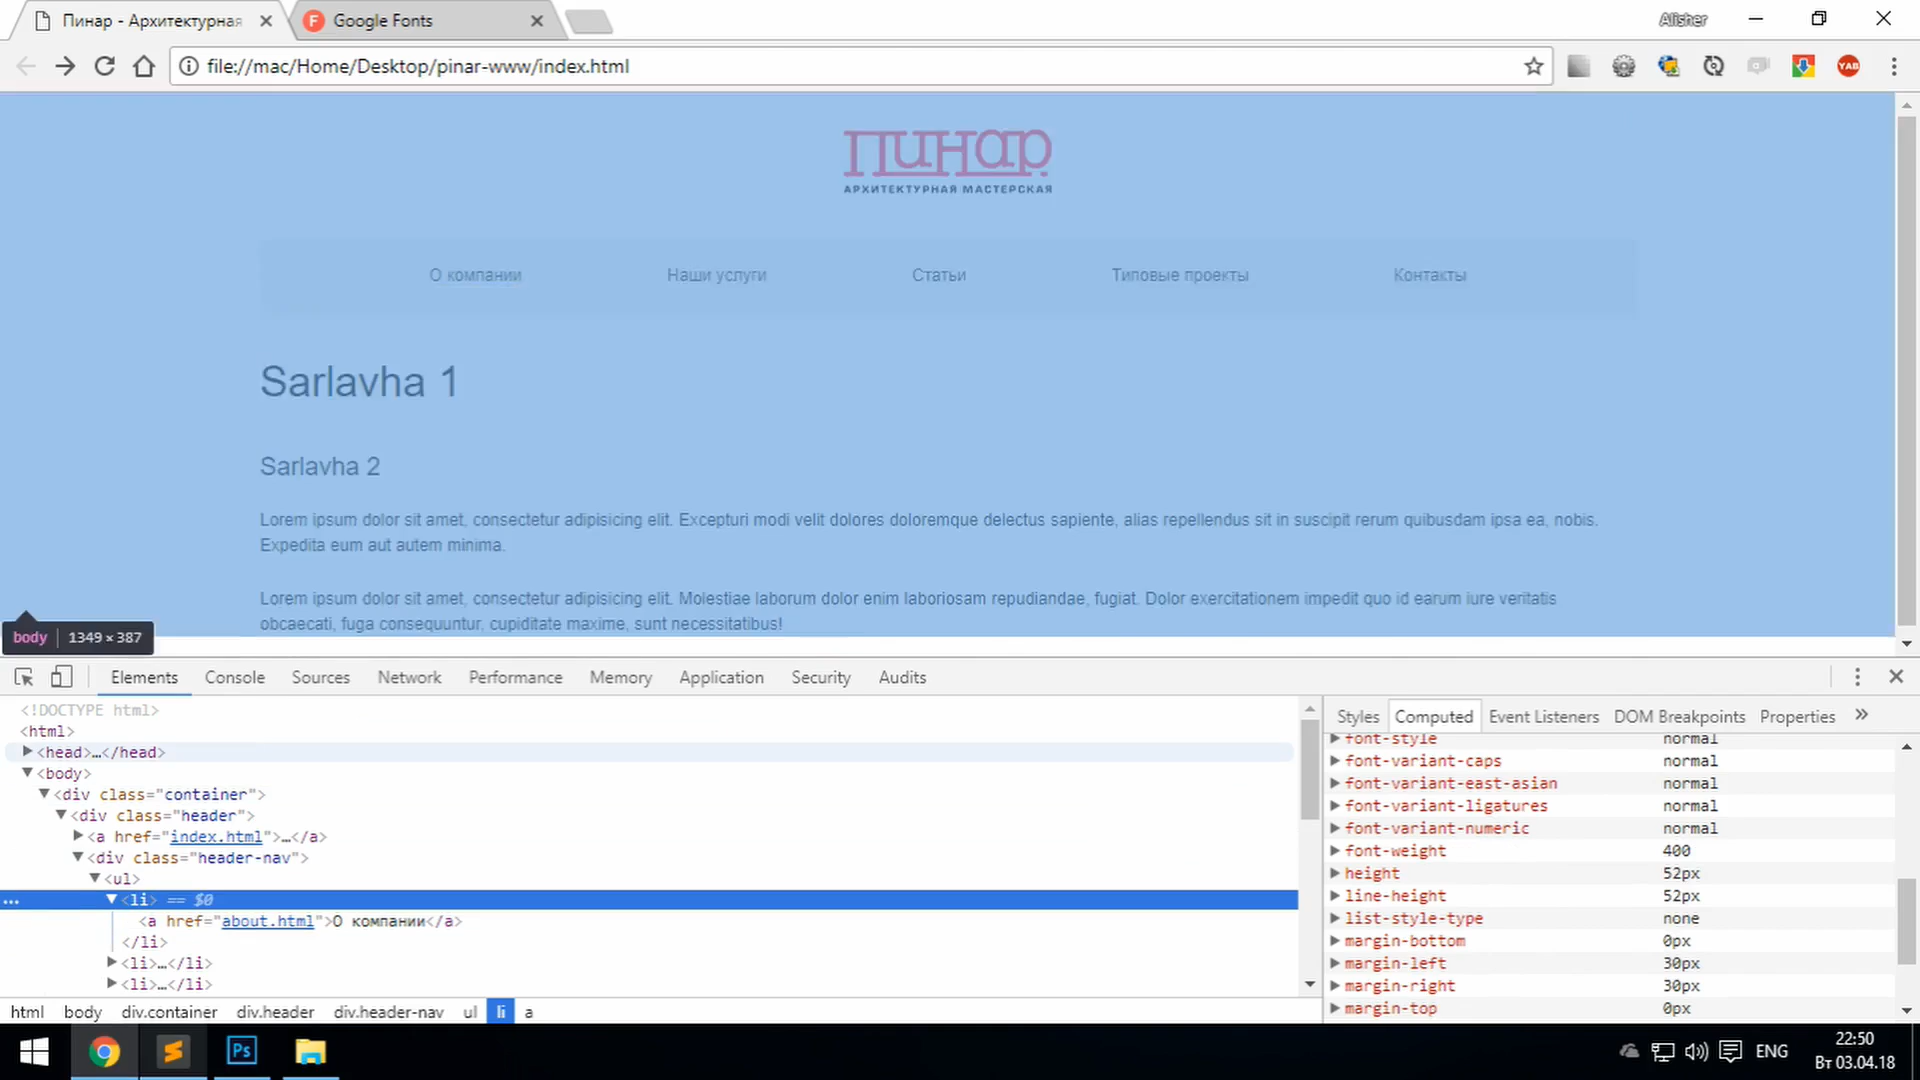 Пинар - Архитектурная
Google Fonts
Alisher
file://mac/Home/Desktop/pinar-www/index.html
YAB
ПИНАР
АРХИТЕКТУРНАЯ МАСТЕРСКАЯ
О компании
Наши услуги
Статьи
Типовые проекты
Контакты
Sarlavha 1
Sarlavha 2
Lorem ipsum dolor sit amet, consectetur adipisicing elit. Excepturi modi velit dolores doloremque delectus sapiente, alias repellendus sit in suscipit rerum quibusdam ipsa ea, nobis.
Expedita eum aut autem minima.
Lorem ipsum dolor sit amet, consectetur adipisicing elit. Molestiae laborum dolor enim laboriosam repudiandae, fugiat. Dolor exercitationem impedit quo id earum iure veritatis
obcaecati, fuga consequuntur, cupiditate maxime, sunt necessitatibus!
body 1349 × 387
Elements Console Sources Network Performance Memory Application Security Audits
<!DOCTYPE html>
<html>
<head>…</head>
<body>
<div class="container">
<div class="header">
<a href="index.html">…</a>
<div class="header-nav">
<ul>
<li> == $0
<a href="about.html">О компании</a>
</li>
<li>…</li>
<li>…</li>
html body div.container div.header div.header-nav ul li a
Styles Computed Event Listeners DOM Breakpoints Properties »
font-style normal
font-variant-caps normal
font-variant-east-asian normal
font-variant-ligatures normal
font-variant-numeric normal
font-weight 400
height 52px
line-height 52px
list-style-type none
margin-bottom 0px
margin-left 30px
margin-right 30px
margin-top 0px
Ps
ENG
22:50
Вт 03.04.18